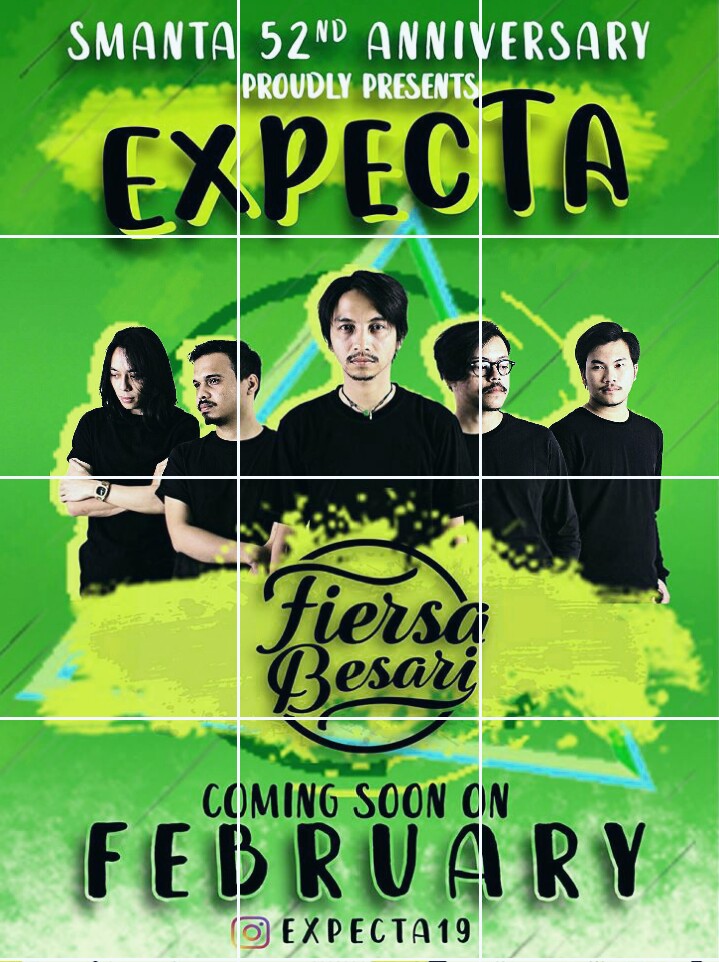 SMANTA 52ND ANNIVERSARY
PROUDLY PRESENTS
EXPECTA
Fiersa
Besari
COMING SOON ON
FEBRUARY
EXPECTA19